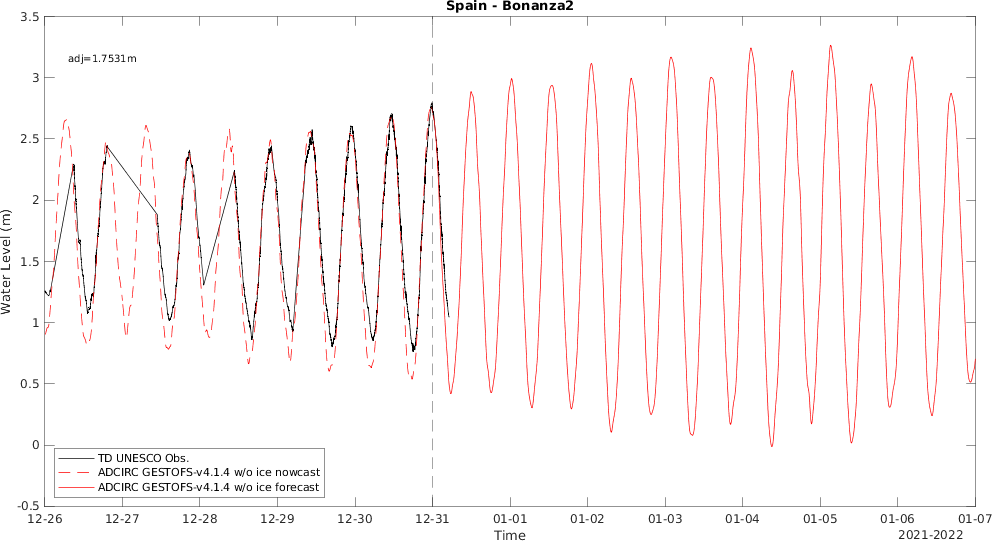 Spain - Bonanza2
adj=1.7531m
3.5
3
2.5
2
1.5
1
0.5
0
-0.5
Water Level (m)
TD UNESCO Obs.
ADCIRC GESTOFS-v4.1.4 w/o ice nowcast
ADCIRC GESTOFS-v4.1.4 w/o ice forecast
12-26 12-27 12-28 12-29 12-30 12-31 01-01 01-02 01-03 01-04 01-05 01-06 01-07
Time
2021-2022